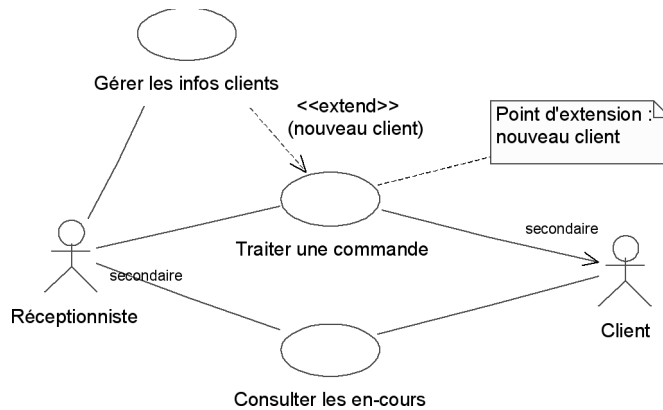 Gérer les infos clients
<<extend>>
(nouveau client)
Point d'extension :
nouveau client
Traiter une commande
secondaire
secondaire
Réceptionniste
Client
Consulter les en-cours